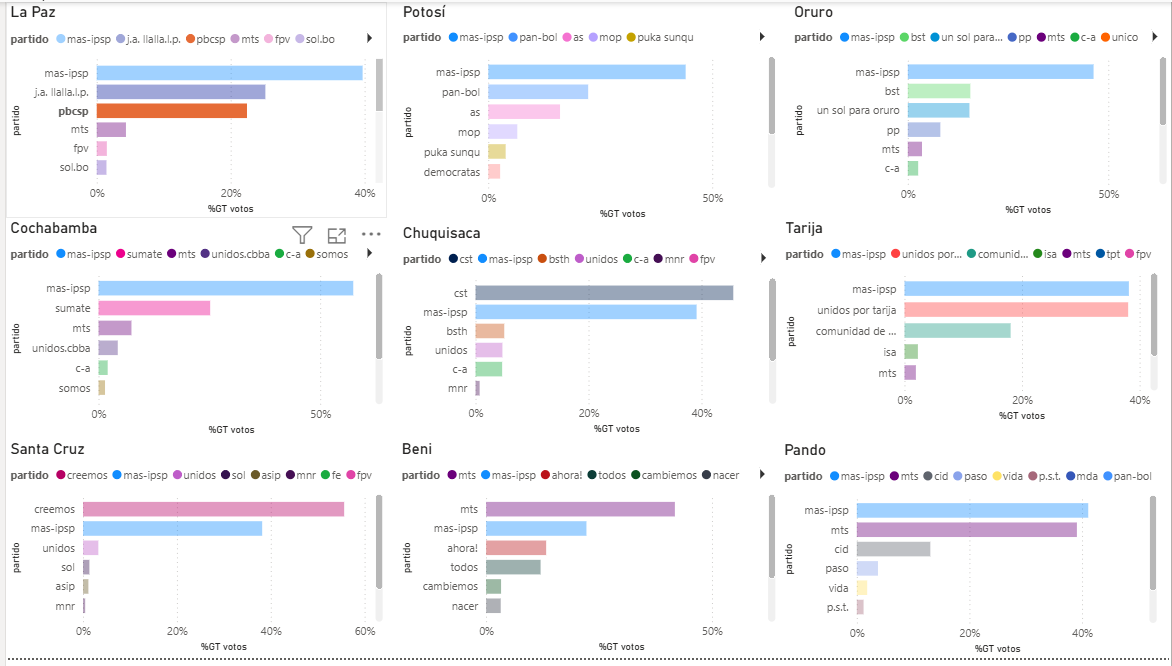 La Paz
partido mas-ipsp j.a. llalla.l.p. pbcsp mts fpv sol.bo
partido
mas-ipsp
j.a. llalla.l.p.
pbcsp
mts
fpv
sol.bo
0% 20% 40%
%GT votos
Potosí
partido mas-ipsp pan-bol as mop puka sunqu
partido
mas-ipsp
pan-bol
as
mop
puka sunqu
democratas
0% 50%
%GT votos
Oruro
partido mas-ipsp bst un sol para... pp mts c-a unico
partido
mas-ipsp
bst
un sol para oruro
pp
mts
c-a
0% 50%
%GT votos
Cochabamba
partido mas-ipsp sumate mts unidos.cbba c-a somos
partido
mas-ipsp
sumate
mts
unidos.cbba
c-a
somos
0% 50%
%GT votos
Chuquisaca
partido cst mas-ipsp bsth unidos c-a mnr fpv
partido
cst
mas-ipsp
bsth
unidos
c-a
mnr
0% 20% 40%
%GT votos
Tarija
partido mas-ipsp unidos por... comunid... isa mts tpt fpv
partido
mas-ipsp
unidos por tarija
comunidad de ...
isa
mts
0% 20% 40%
%GT votos
Santa Cruz
partido creemos mas-ipsp unidos sol asip mnr fe fpv
partido
creemos
mas-ipsp
unidos
sol
asip
mnr
0% 20% 40% 60%
%GT votos
Beni
partido mts mas-ipsp ahora! todos cambiemos nacer
partido
mts
mas-ipsp
ahora!
todos
cambiemos
nacer
0% 50%
%GT votos
Pando
partido mas-ipsp mts cid paso vida p.s.t. mda pan-bol
partido
mas-ipsp
mts
cid
paso
vida
p.s.t.
0% 20% 40%
%GT votos